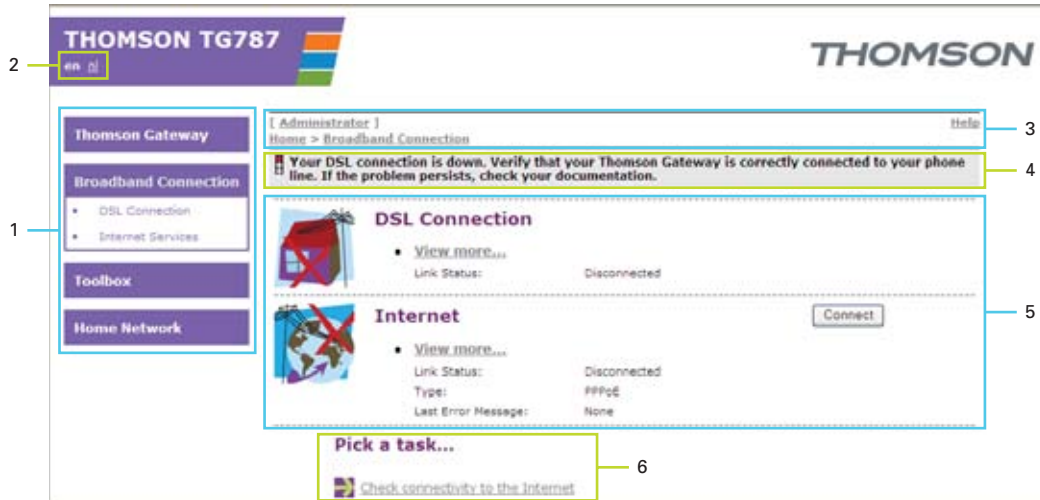 THOMSON TG787
en nl
THOMSON
2
1
Thomson Gateway
Broadband Connection
DSL Connection
Internet Services
Toolbox
Home Network
[ Administrator ]
Help
Home > Broadband Connection
3
Your DSL connection is down. Verify that your Thomson Gateway is correctly connected to your phone
line. If the problem persists, check your documentation.
4
DSL Connection
View more...
Link Status: Disconnected
Internet
Connect
View more...
Link Status: Disconnected
Type: PPPoE
Last Error Message: None
5
Pick a task...
Check connectivity to the Internet
6